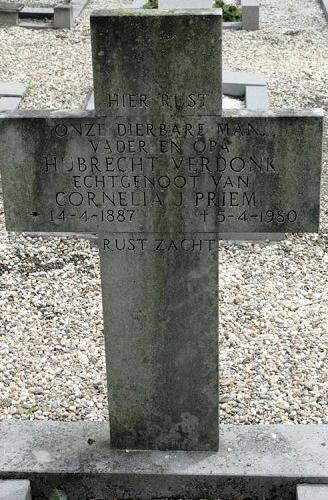 HIER RUST
ONZE DIERBARE MAN,
VADER EN OPA
HUBRECHT VERDONK
ECHTGENOOT VAN
CORNELIA J. PRIEM
* 14-4-1887 † 5-4-1980
RUST ZACHT